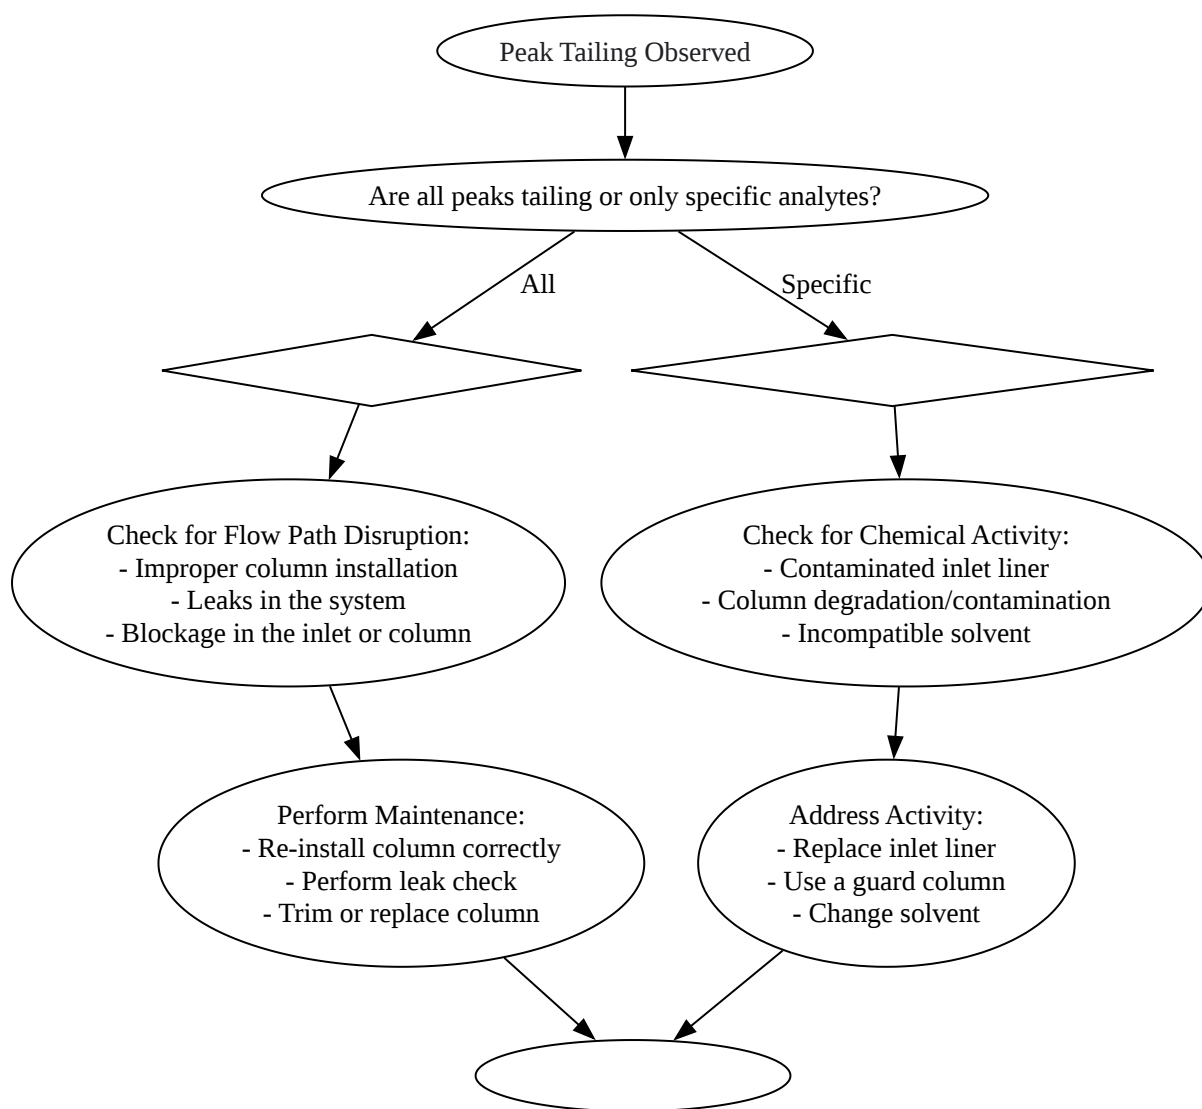 Peak Tailing Observed
Are all peaks tailing or only specific analytes?
All
Specific
Check for Flow Path Disruption:
- Improper column installation
- Leaks in the system
- Blockage in the inlet or column
Check for Chemical Activity:
- Contaminated inlet liner
- Column degradation/contamination
- Incompatible solvent
Perform Maintenance:
- Re-install column correctly
- Perform leak check
- Trim or replace column
Address Activity:
- Replace inlet liner
- Use a guard column
- Change solvent